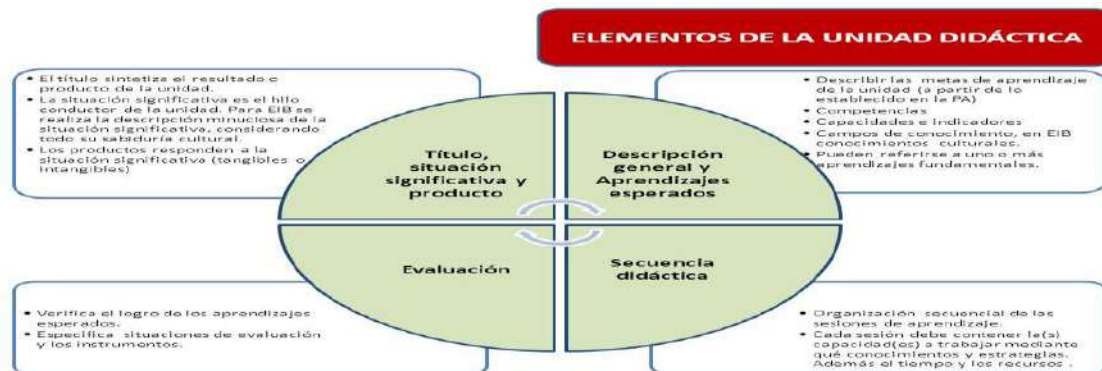 ELEMENTOS DE LA UNIDAD DIDÁCTICA
• El título sintetiza el resultado o
producto de la unidad.
• La situación significativa es el hilo
conductor de la unidad. Para EIB se
realiza la descripción minuciosa de la
situación significativa, considerando
todo su sabiduría cultural.
• Los productos responden a la
situación significativa (tangibles o
intangibles)
• Describir las metas de aprendizaje
de la unidad (a partir de lo
establecido en la PA)
• Competencias
• Capacidades e indicadores
• Campos de conocimiento, en EIB
conocimientos culturales.
• Pueden referirse a uno o más
aprendizajes fundamentales.
Título,
situación
significativa y
producto
Descripción
general y
Aprendizajes
esperados
Evaluación
Secuencia
didáctica
• Verifica el logro de los aprendizajes
esperados.
• Especifica situaciones de evaluación
y los instrumentos.
• Organización secuencial de las
sesiones de aprendizaje.
• Cada sesión debe contener la(s)
capacidad(es) a trabajar mediante
qué conocimientos y estrategias.
Además el tiempo y los recursos .